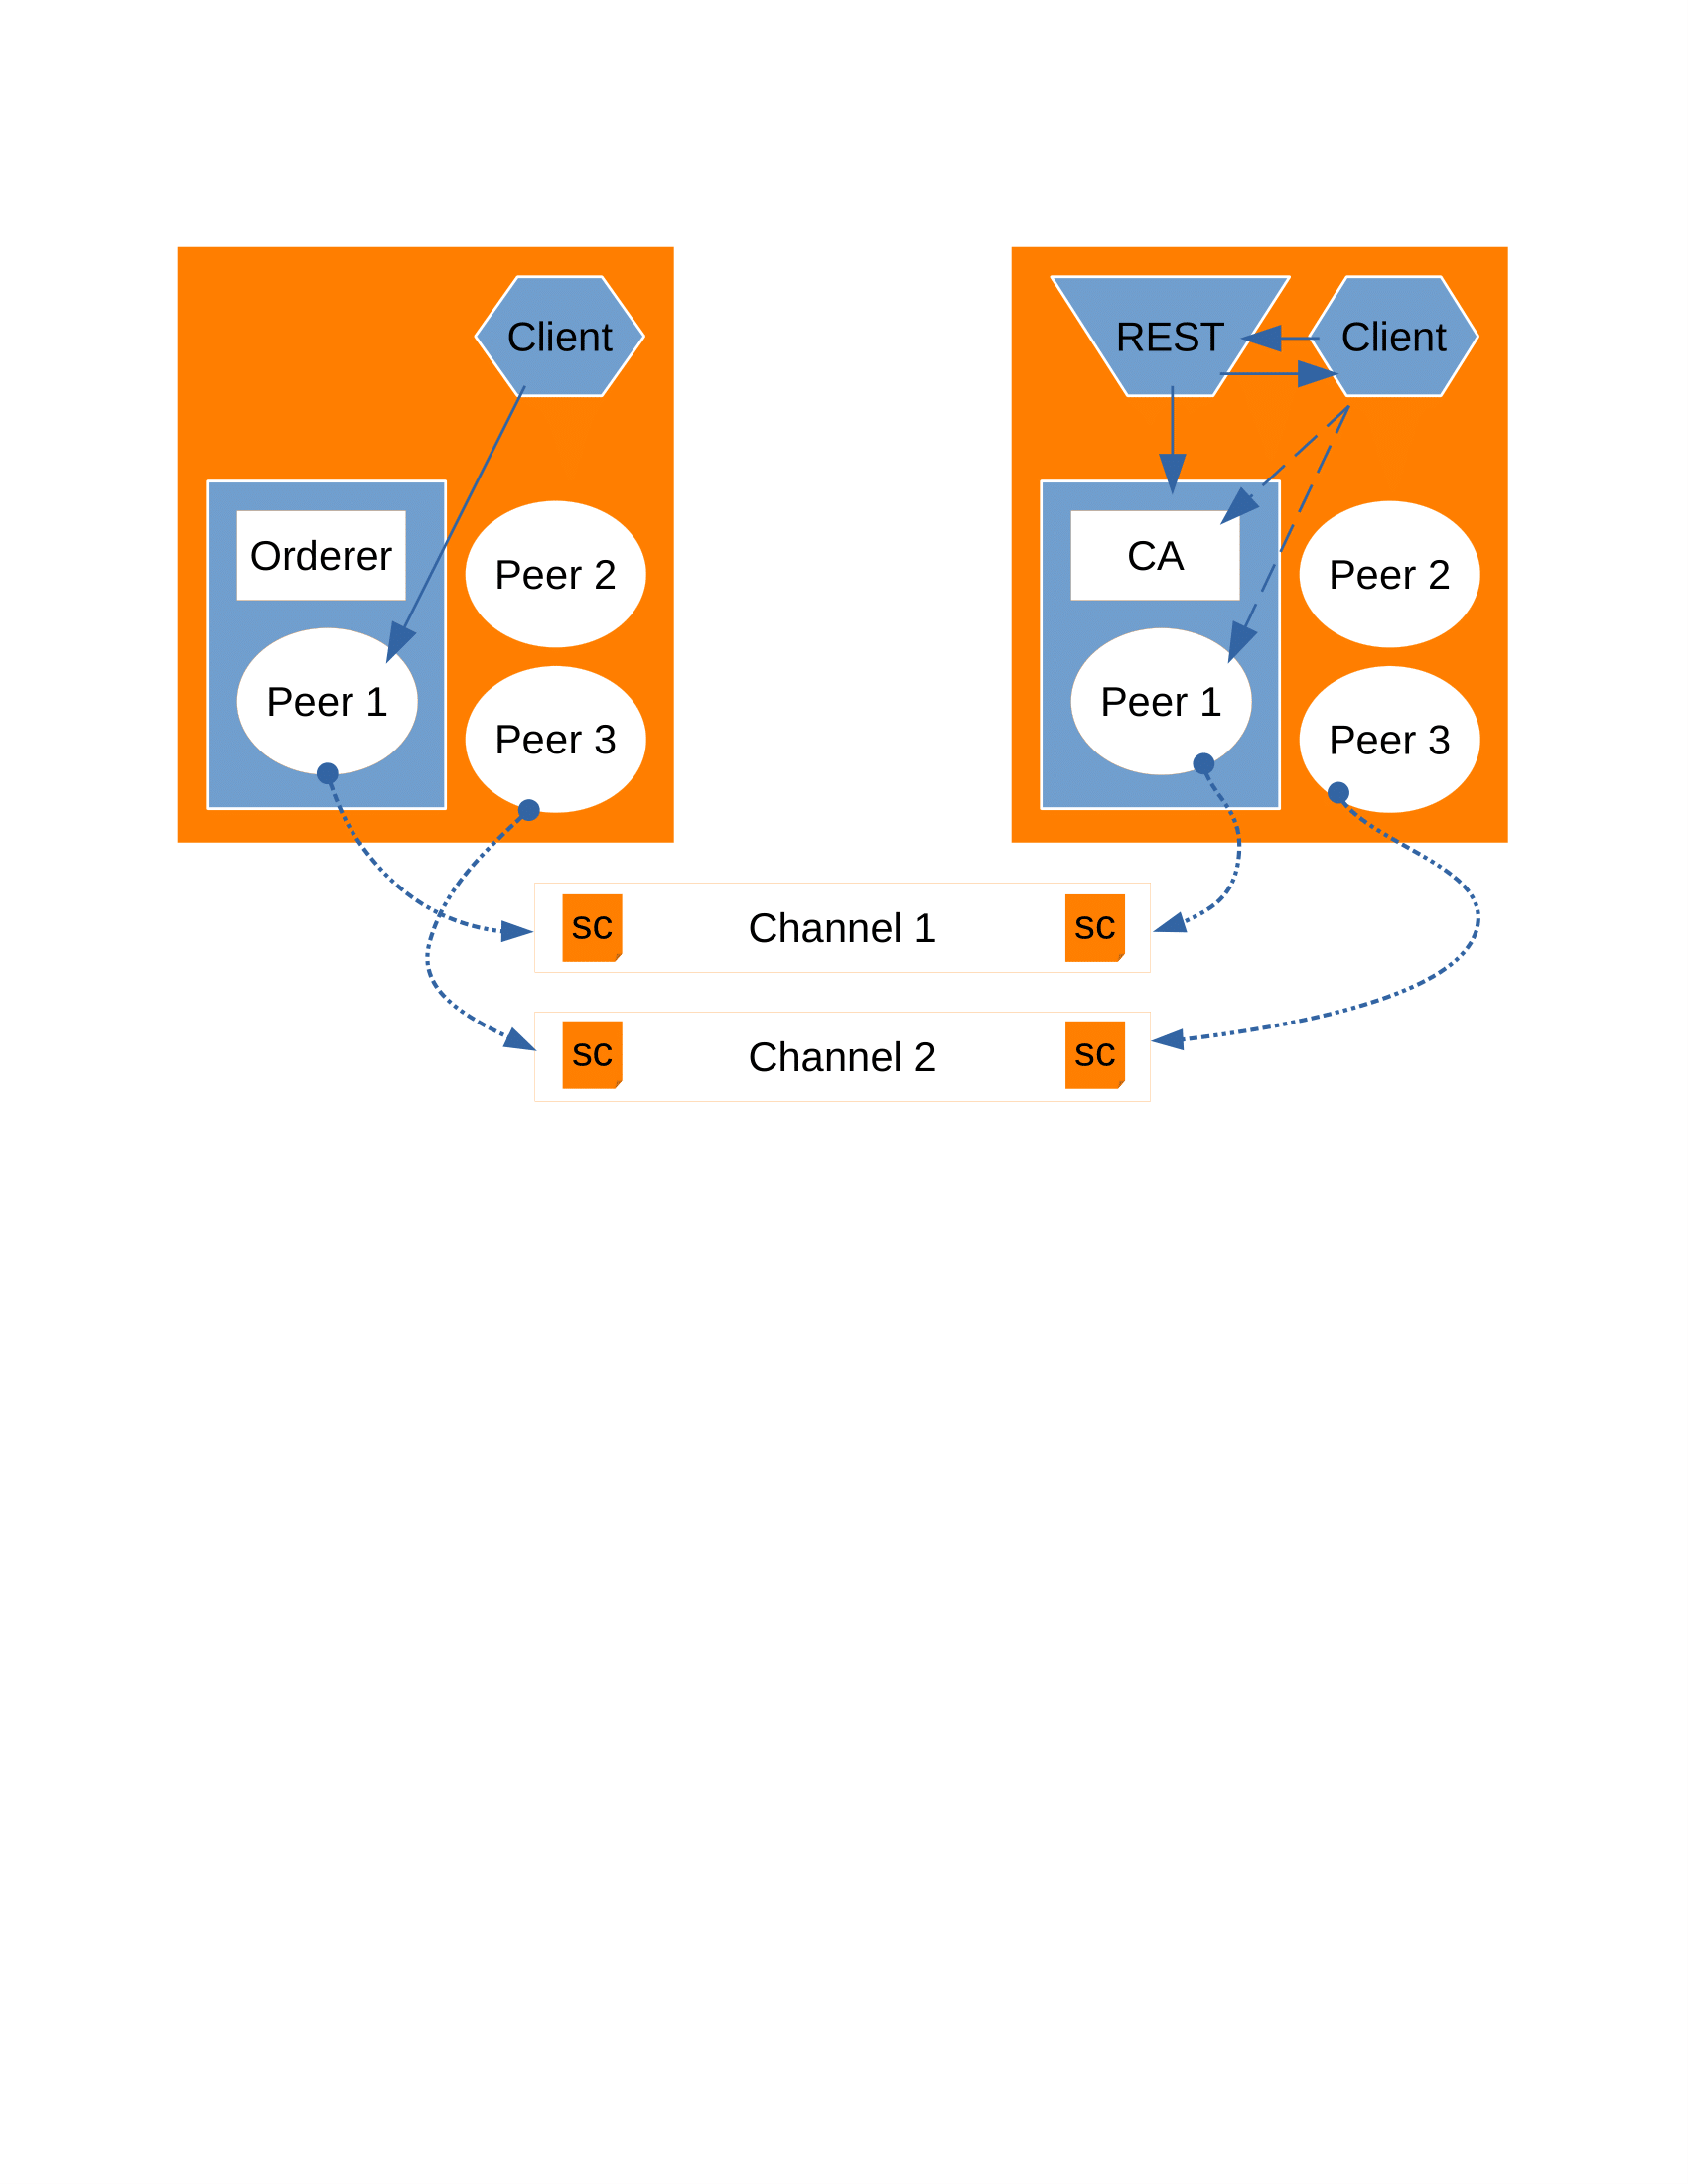 Client
Orderer
Peer 2
Peer 1
Peer 3
REST
Client
CA
Peer 2
Peer 1
Peer 3
sc
Channel 1
sc
sc
Channel 2
sc